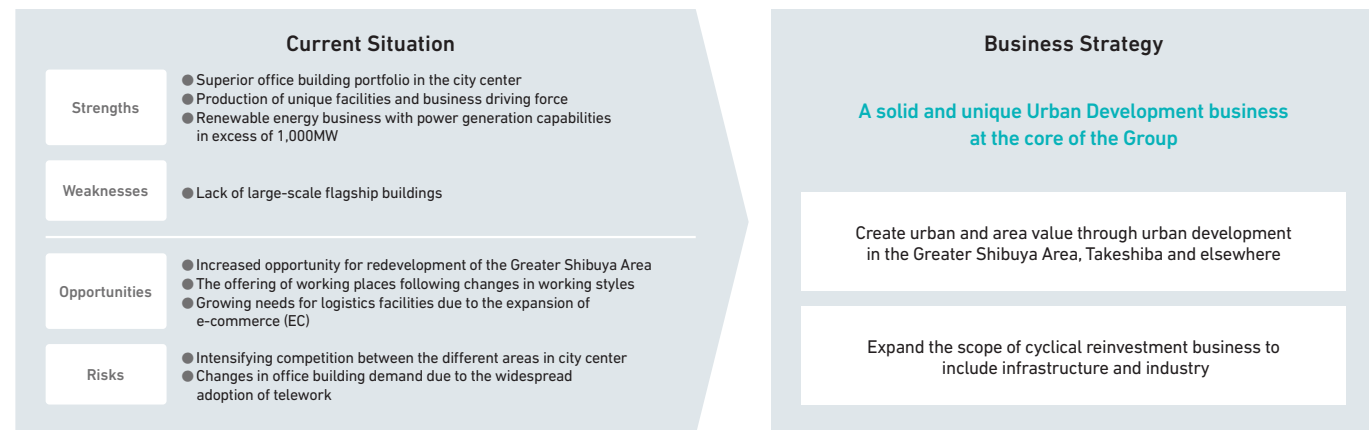 Current Situation
Strengths
● Superior office building portfolio in the city center
● Production of unique facilities and business driving force
● Renewable energy business with power generation capabilities
in excess of 1,000MW
Weaknesses
● Lack of large-scale flagship buildings
Opportunities
● Increased opportunity for redevelopment of the Greater Shibuya Area
● The offering of working places following changes in working styles
● Growing needs for logistics facilities due to the expansion of
e-commerce (EC)
Risks
● Intensifying competition between the different areas in city center
● Changes in office building demand due to the widespread
adoption of telework
Business Strategy
A solid and unique Urban Development business
at the core of the Group
Create urban and area value through urban development
in the Greater Shibuya Area, Takeshiba and elsewhere
Expand the scope of cyclical reinvestment business to
include infrastructure and industry